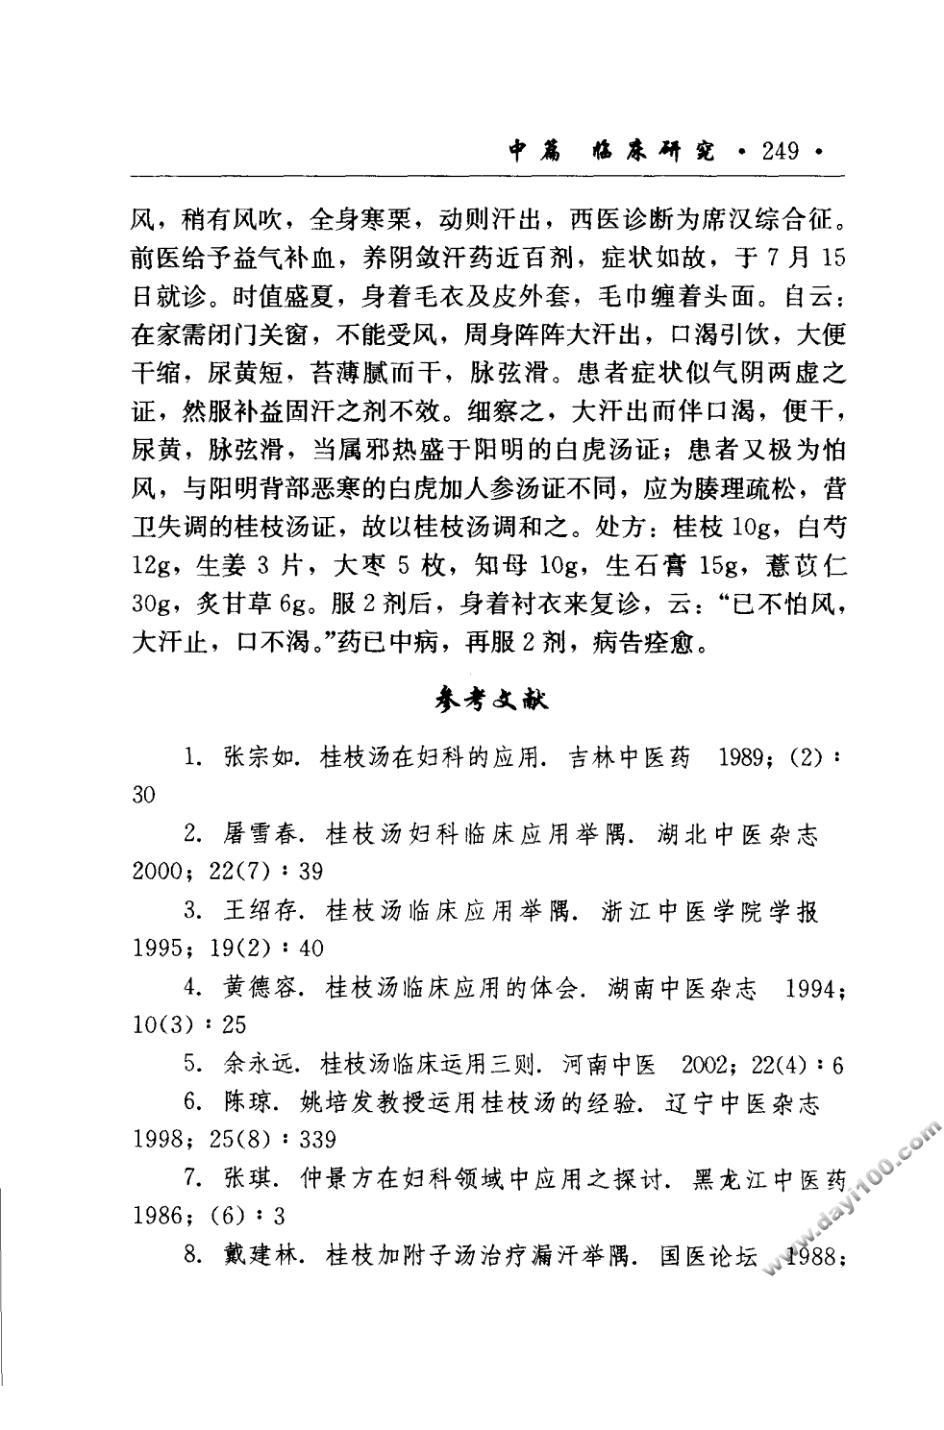 中篇 临床研究 · 249 ·
风，稍有风吹，全身寒栗，动则汗出，西医诊断为席汉综合征。
前医给予益气补血，养阴敛汗药近百剂，症状如故，于 7 月 15
日就诊。时值盛夏，身着毛衣及皮外套，毛巾缠着头面。自云：
在家需闭门关窗，不能受风，周身阵阵大汗出，口渴引饮，大便
干缩，尿黄短，苔薄腻而干，脉弦滑。患者症状似气阴两虚之
证，然服补益固汗之剂不效。细察之，大汗出而伴口渴，便干，
尿黄，脉弦滑，当属邪热盛于阳明的白虎汤证；患者又极为怕
风，与阳明背部恶寒的白虎加人参汤证不同，应为腠理疏松，营
卫失调的桂枝汤证，故以桂枝汤调和之。处方：桂枝 10g，白芍
12g，生姜 3 片，大枣 5 枚，知母 10g，生石膏 15g，薏苡仁
30g，炙甘草 6g。服 2 剂后，身着衬衣来复诊，云：“已不怕风，
大汗止，口不渴。”药已中病，再服 2 剂，病告痊愈。
参考文献
1. 张宗如. 桂枝汤在妇科的应用. 吉林中医药 1989；(2)：
30
2. 屠雪春. 桂枝汤妇科临床应用举隅. 湖北中医杂志
2000；22(7)：39
3. 王绍存. 桂枝汤临床应用举隅. 浙江中医学院学报
1995；19(2)：40
4. 黄德容. 桂枝汤临床应用的体会. 湖南中医杂志 1994；
10(3)：25
5. 余永远. 桂枝汤临床运用三则. 河南中医 2002；22(4)：6
6. 陈琼. 姚培发教授运用桂枝汤的经验. 辽宁中医杂志
1998；25(8)：339
7. 张琪. 仲景方在妇科领域中应用之探讨. 黑龙江中医药
1986；(6)：3
8. 戴建林. 桂枝加附子汤治疗漏汗举隅. 国医论坛 1988；
www.dayi100.com